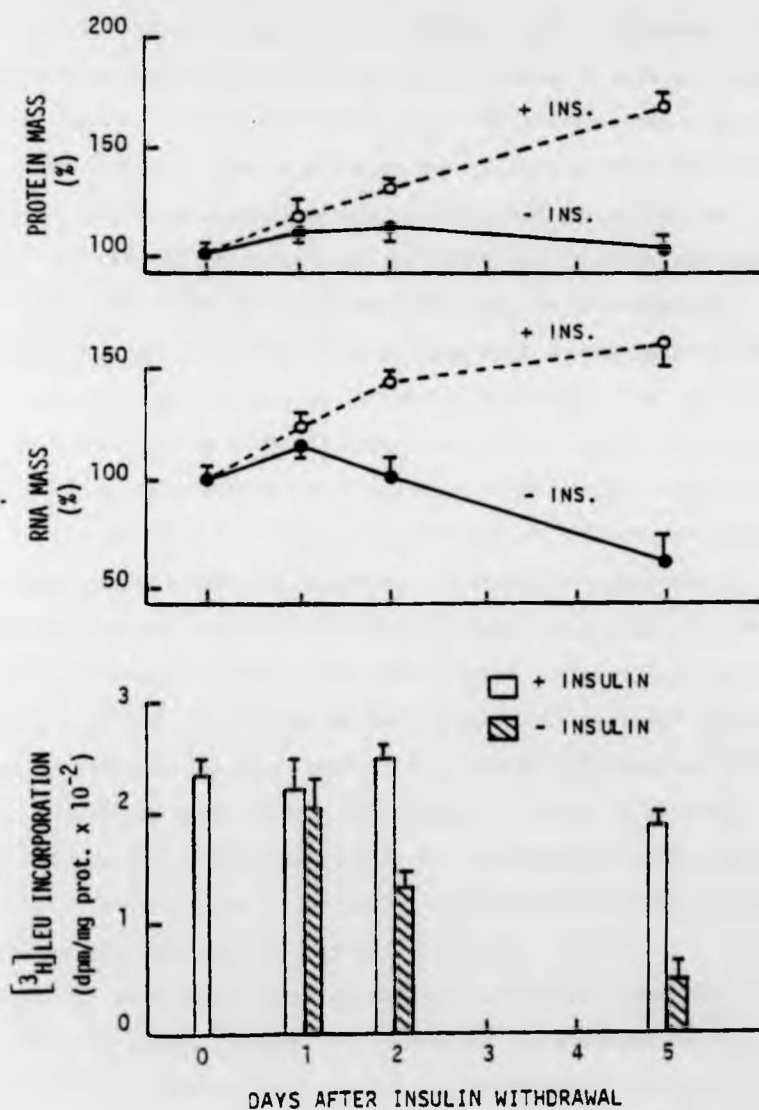 200
150
100
PROTEIN MASS
(%)
+ INS.
- INS.
150
100
50
RNA MASS
(%)
+ INS.
- INS.
3
2
1
0
[³H]LEU INCORPORATION
(dpm/mg prot. x 10⁻²)
+ INSULIN
- INSULIN
0 1 2 3 4 5
DAYS AFTER INSULIN WITHDRAWAL